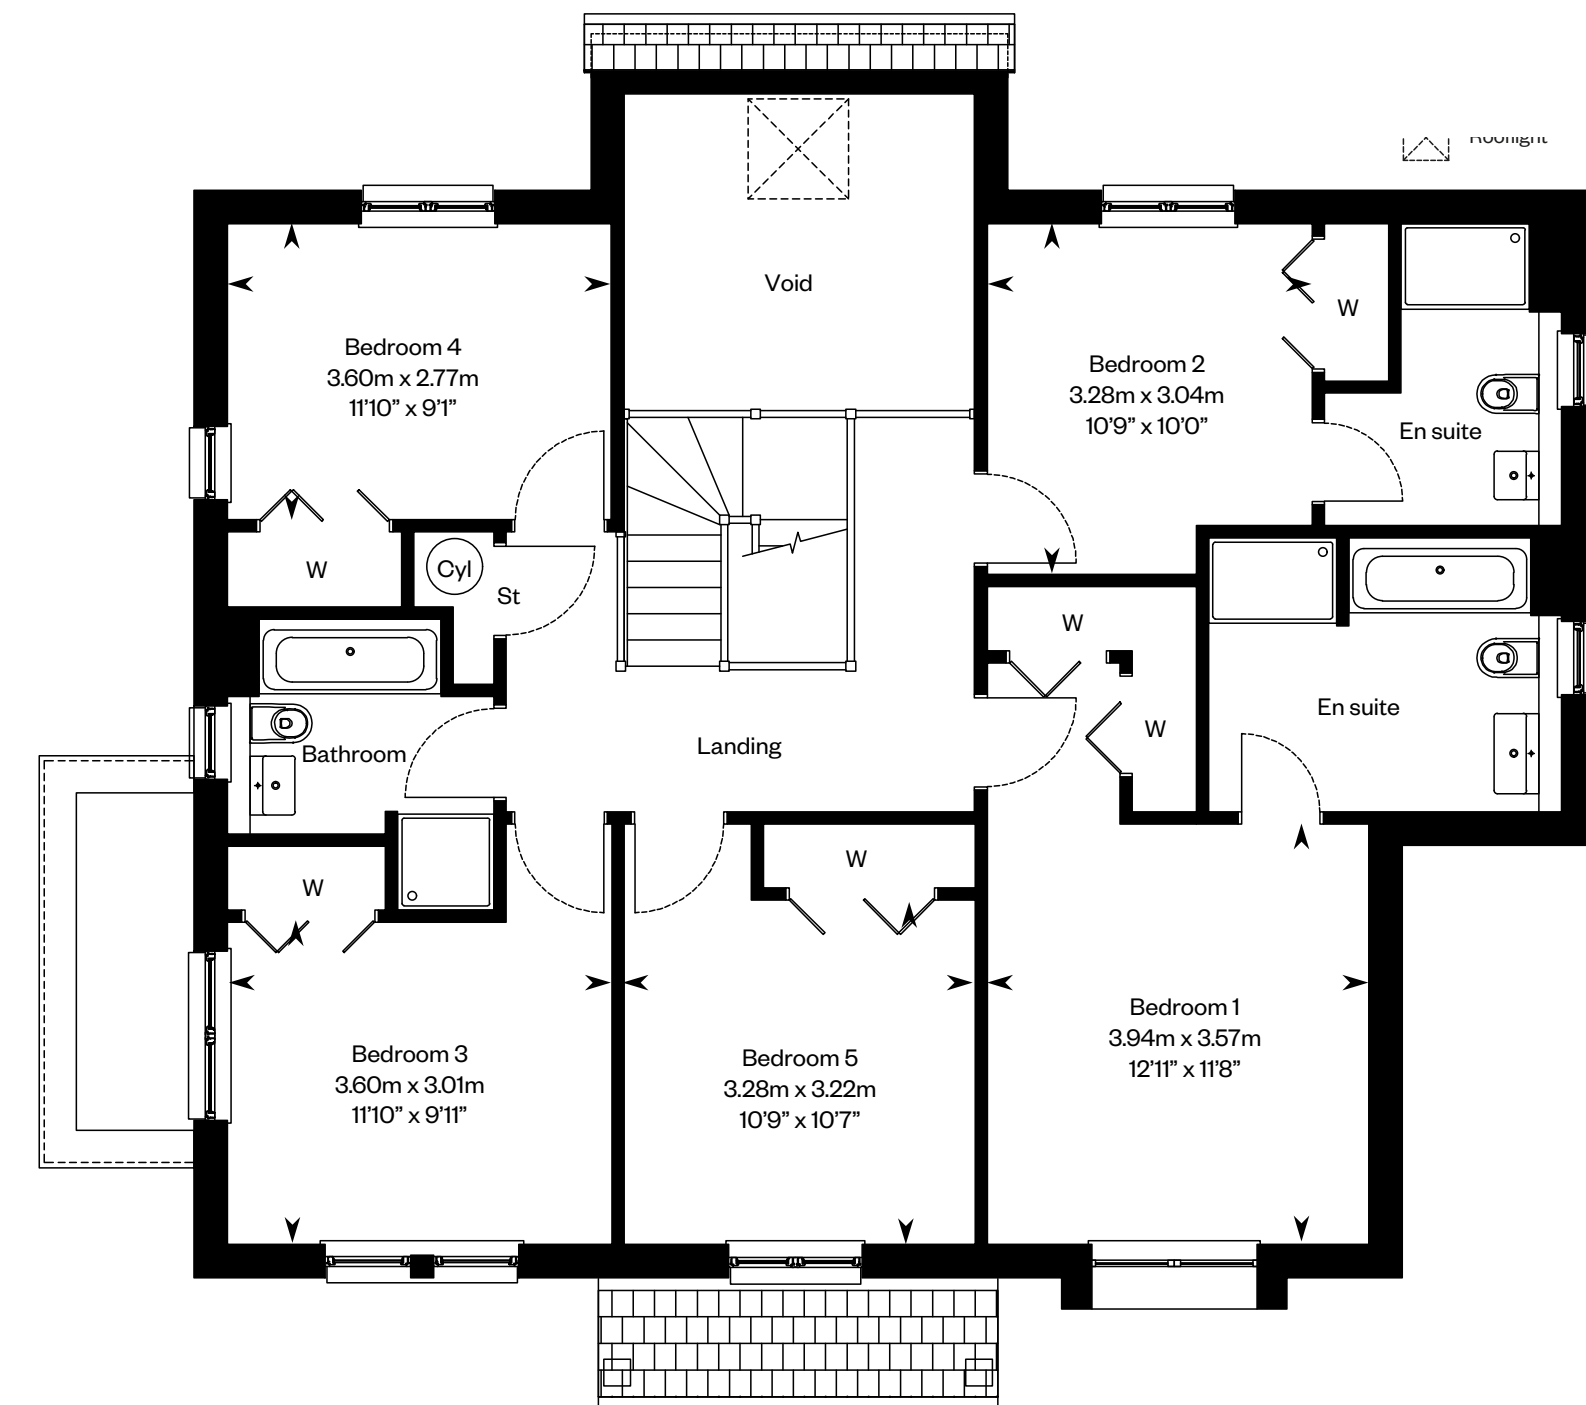 Rooflight
Void
W
Bedroom 4
3.60m x 2.77m
11’10” x 9’1”
Bedroom 2
3.28m x 3.04m
10’9” x 10’0”
En suite
W
Cyl
St
W
En suite
W
Landing
Bathroom
W
W
Bedroom 1
3.94m x 3.57m
12’11” x 11’8”
Bedroom 3
3.60m x 3.01m
11’10” x 9’11”
Bedroom 5
3.28m x 3.22m
10’9” x 10’7”